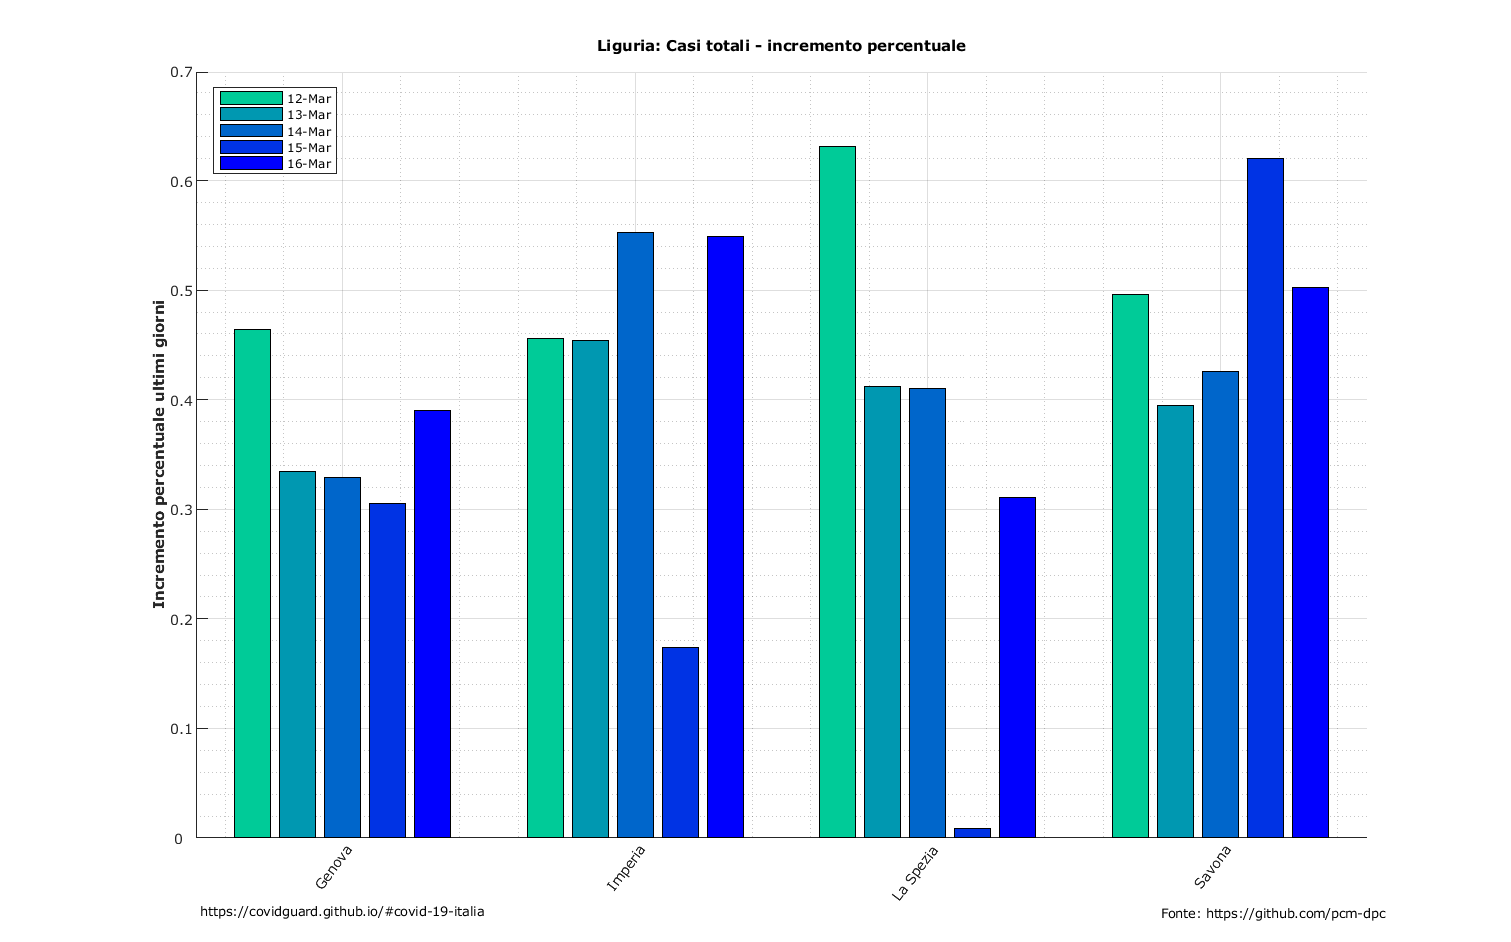 Liguria: Casi totali - incremento percentuale
0.7
0.6
0.5
0.4
0.3
0.2
0.1
0
Incremento percentuale ultimi giorni
12-Mar
13-Mar
14-Mar
15-Mar
16-Mar
Genova
Imperia
La Spezia
Savona
https://covidguard.github.io/#covid-19-italia
Fonte: https://github.com/pcm-dpc